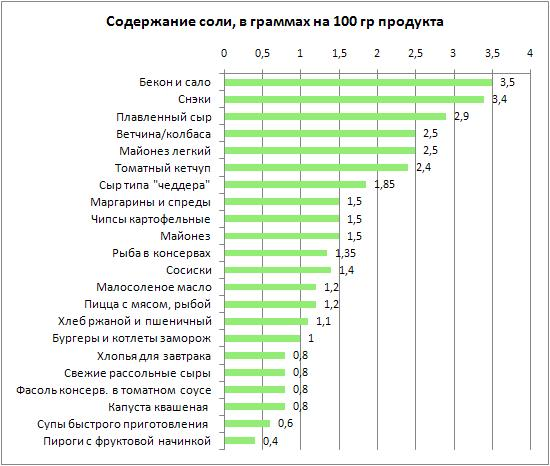 Содержание соли, в граммах на 100 гр продукта
0 0,5 1 1,5 2 2,5 3 3,5 4
Бекон и сало 3,5
Снэки 3,4
Плавленный сыр 2,9
Ветчина/колбаса 2,5
Майонез легкий 2,5
Томатный кетчуп 2,4
Сыр типа "чеддера" 1,85
Маргарины и спреды 1,5
Чипсы картофельные 1,5
Майонез 1,5
Рыба в консервах 1,35
Сосиски 1,4
Малосоленое масло 1,2
Пицца с мясом, рыбой 1,2
Хлеб ржаной и пшеничный 1,1
Бургеры и котлеты заморож 1
Хлопья для завтрака 0,8
Свежие рассольные сыры 0,8
Фасоль консерв. в томатном соусе 0,8
Капуста квашеная 0,8
Супы быстрого приготовления 0,6
Пироги с фруктовой начинкой 0,4